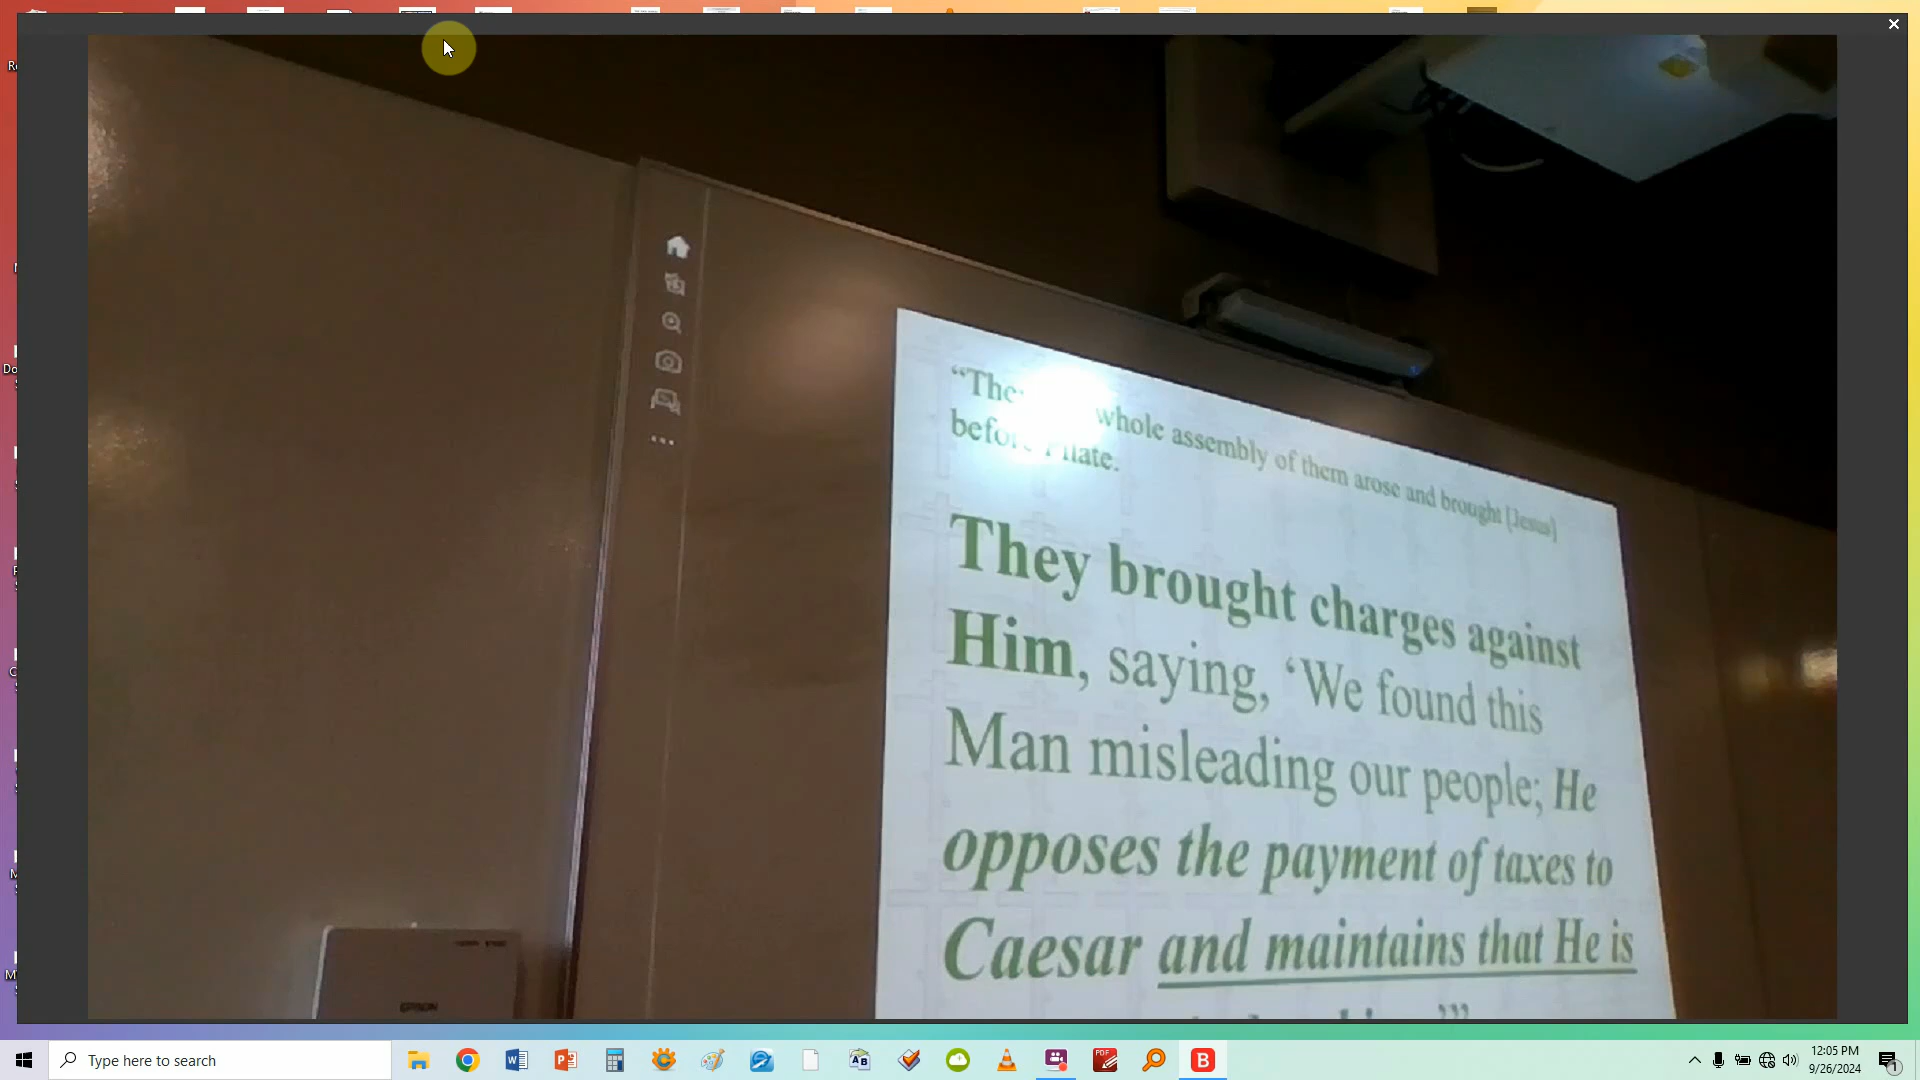 “The whole assembly of them arose and brought [Jesus]
before Pilate.
They brought charges against
Him, saying, ‘We found this
Man misleading our people; He
opposes the payment of taxes to
Caesar and maintains that He is
EPSON
Type here to search
12:05 PM
9/26/2024